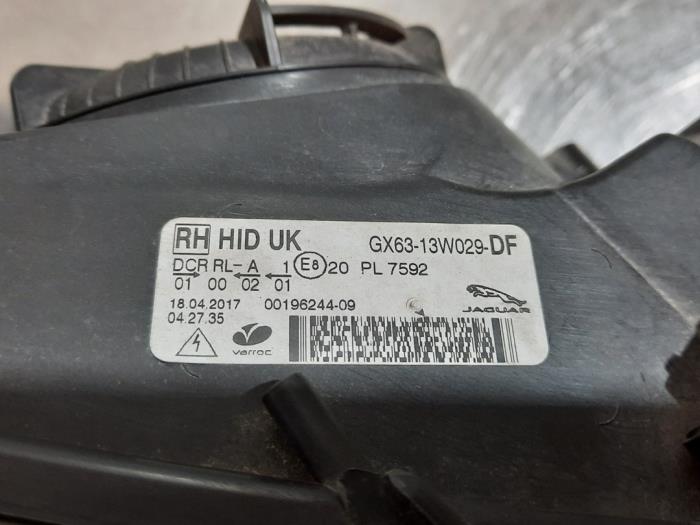 RH HID UK GX63-13W029-DF
DCR RL- A 1 E8 20 PL 7592
01 00 02 01
18.04.2017 00196244-09
04.27.35
varroc
JAGUAR